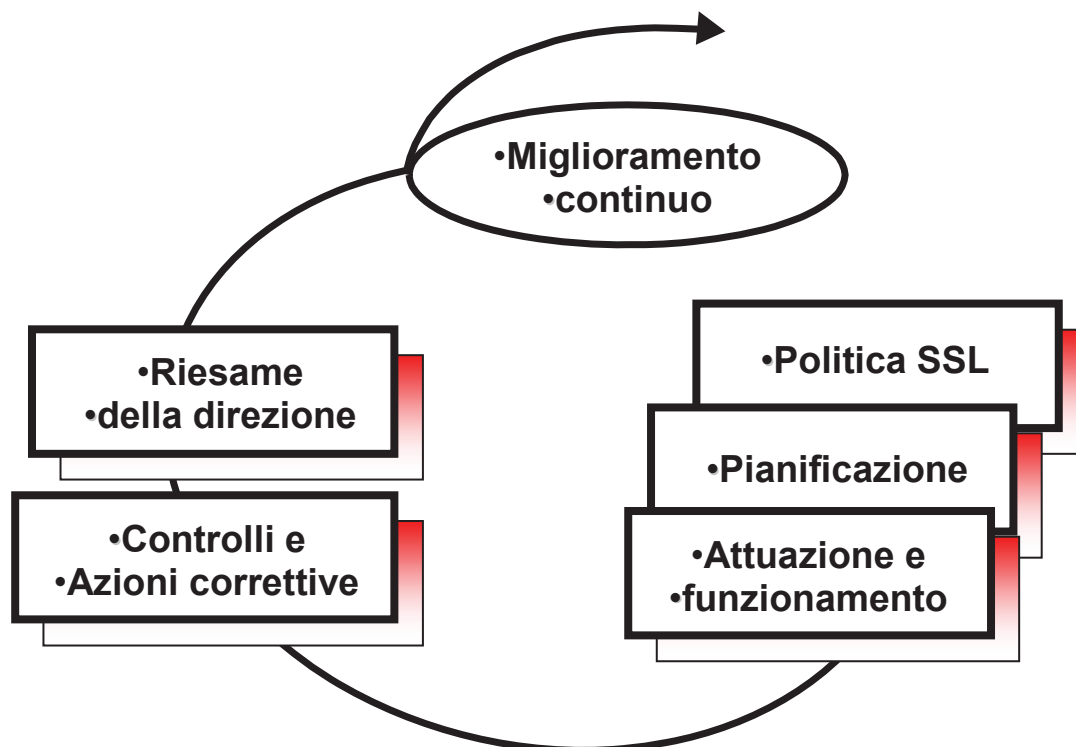 •Miglioramento
•continuo
•Riesame
•della direzione
•Politica SSL
•Pianificazione
•Controlli e
•Azioni correttive
•Attuazione e
•funzionamento